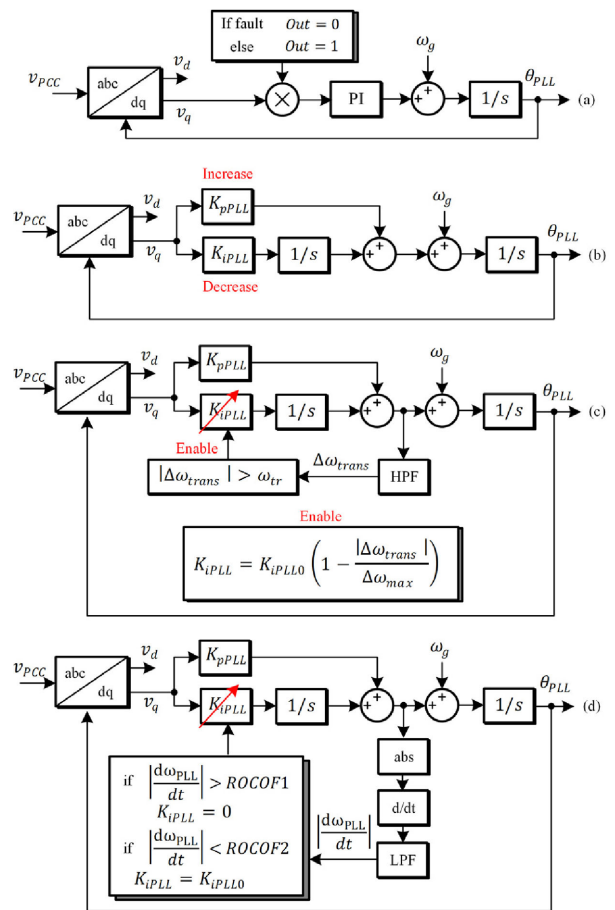 If fault Out = 0
else Out = 1
v_PCC
abc
dq
v_d
v_q
PI
ω_g
+
+
1/s
θ_PLL
(a)
Increase
v_PCC
abc
dq
v_d
v_q
K_pPLL
K_iPLL
Decrease
1/s
+
+
ω_g
+
+
1/s
θ_PLL
(b)
v_PCC
abc
dq
v_d
v_q
K_pPLL
K_iPLL
Enable
1/s
+
+
ω_g
+
+
1/s
θ_PLL
(c)
|Δω_trans| > ω_tr
Δω_trans
HPF
Enable
K_iPLL = K_iPLL0 (1 − |Δω_trans| / Δω_max)
v_PCC
abc
dq
v_d
v_q
K_pPLL
K_iPLL
1/s
+
+
ω_g
+
+
1/s
θ_PLL
(d)
abs
d/dt
LPF
|dω_PLL/dt|
if |dω_PLL/dt| > ROCOF1
K_iPLL = 0
if |dω_PLL/dt| < ROCOF2
K_iPLL = K_iPLL0